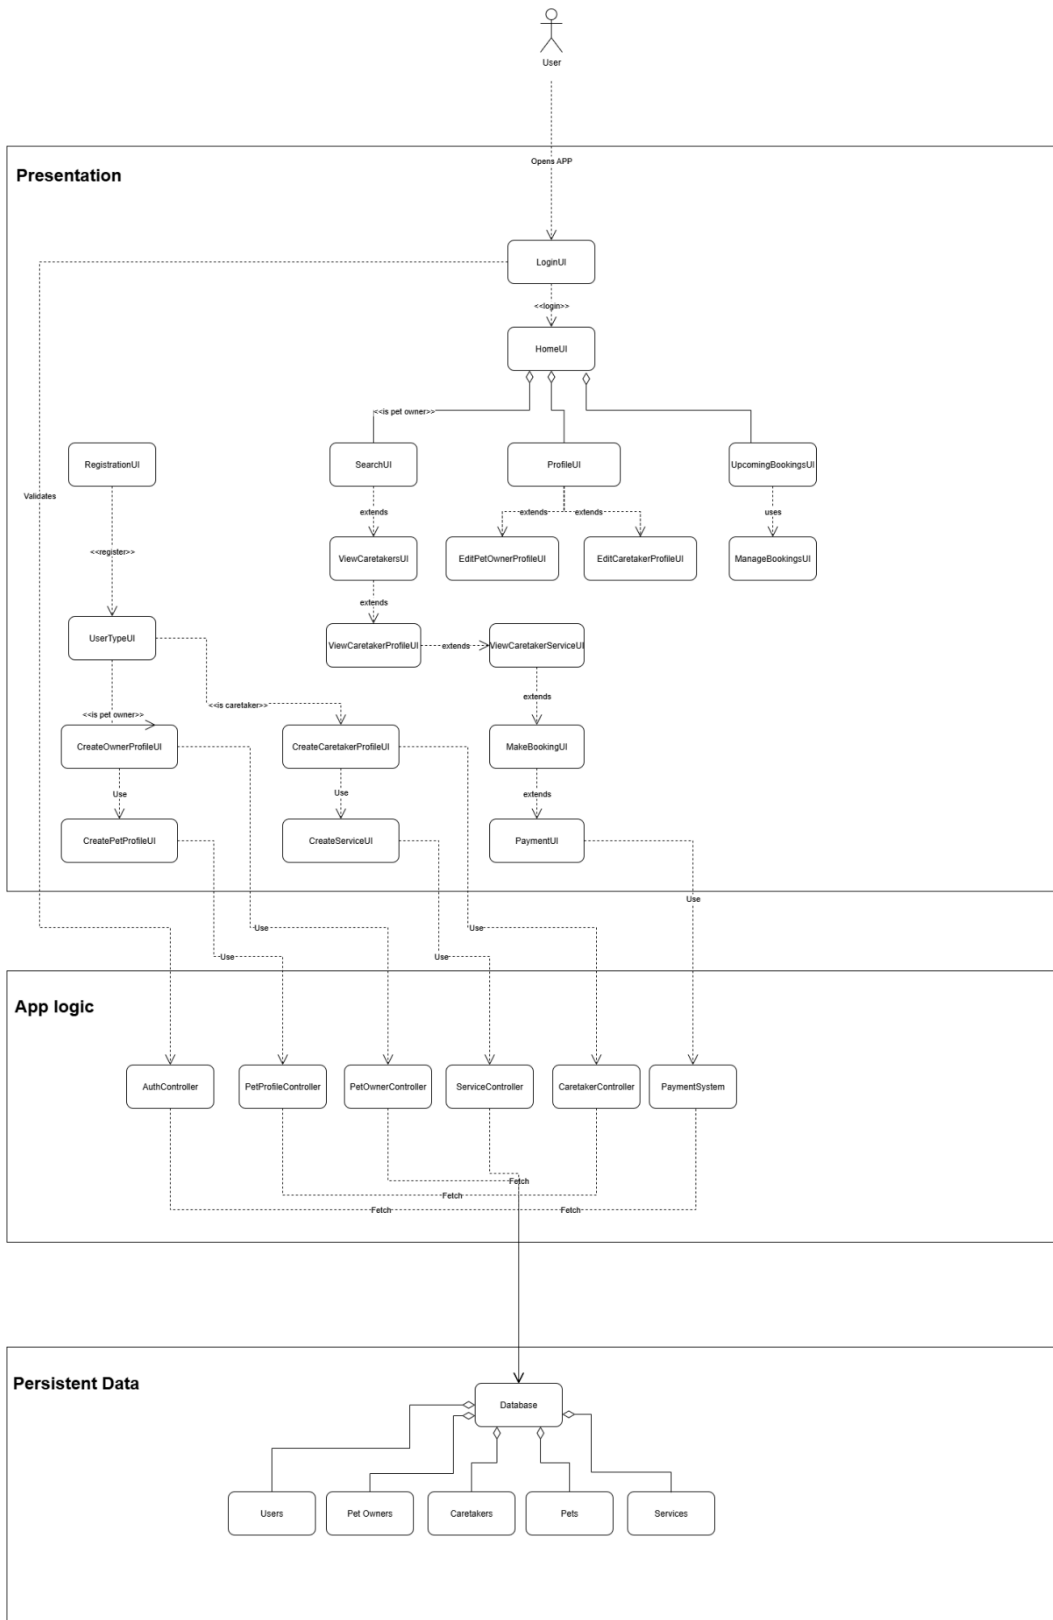 User
Opens APP
Presentation
LoginUI
<<login>>
HomeUI
<<is pet owner>>
RegistrationUI
SearchUI
ProfileUI
UpcomingBookingsUI
Validates
extends
extends
extends
uses
<<register>>
ViewCaretakersUI
EditPetOwnerProfileUI
EditCaretakerProfileUI
ManageBookingsUI
extends
UserTypeUI
ViewCaretakerProfileUI
extends
ViewCaretakerServiceUI
extends
<<is caretaker>>
<<is pet owner>>
CreateOwnerProfileUI
CreateCaretakerProfileUI
MakeBookingUI
Use
Use
extends
CreatePetProfileUI
CreateServiceUI
PaymentUI
Use
Use
Use
Use
Use
App logic
AuthController
PetProfileController
PetOwnerController
ServiceController
CaretakerController
PaymentSystem
Fetch
Fetch
Fetch
Fetch
Persistent Data
Database
Users
Pet Owners
Caretakers
Pets
Services